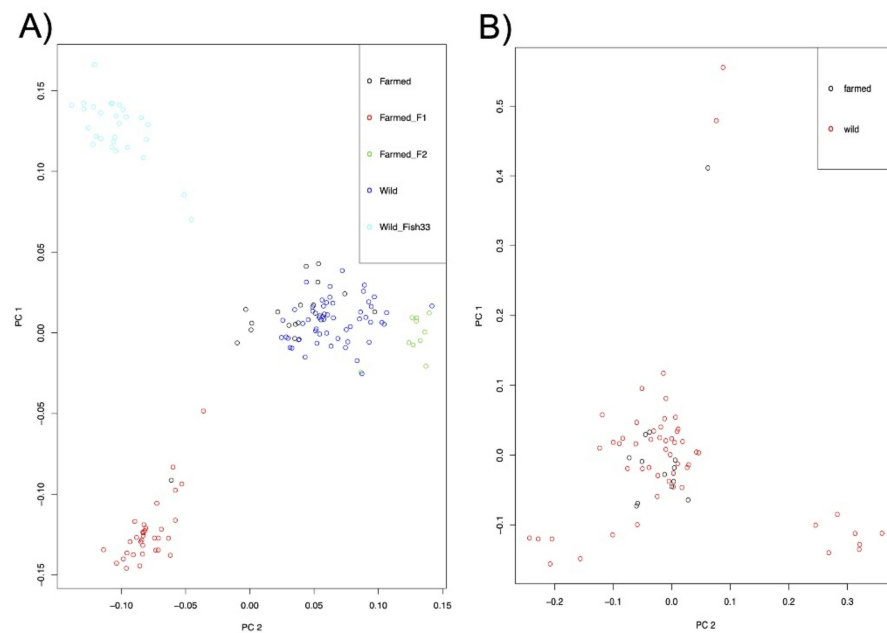 A)
Farmed
Farmed_F1
Farmed_F2
Wild
Wild_Fish33
PC 1
0.15
0.10
0.05
0.00
−0.05
−0.10
−0.15
−0.10
−0.05
0.00
0.05
0.10
0.15
PC 2
B)
farmed
wild
PC 1
0.5
0.4
0.3
0.2
0.1
0.0
−0.1
−0.2
−0.1
0.0
0.1
0.2
0.3
PC 2